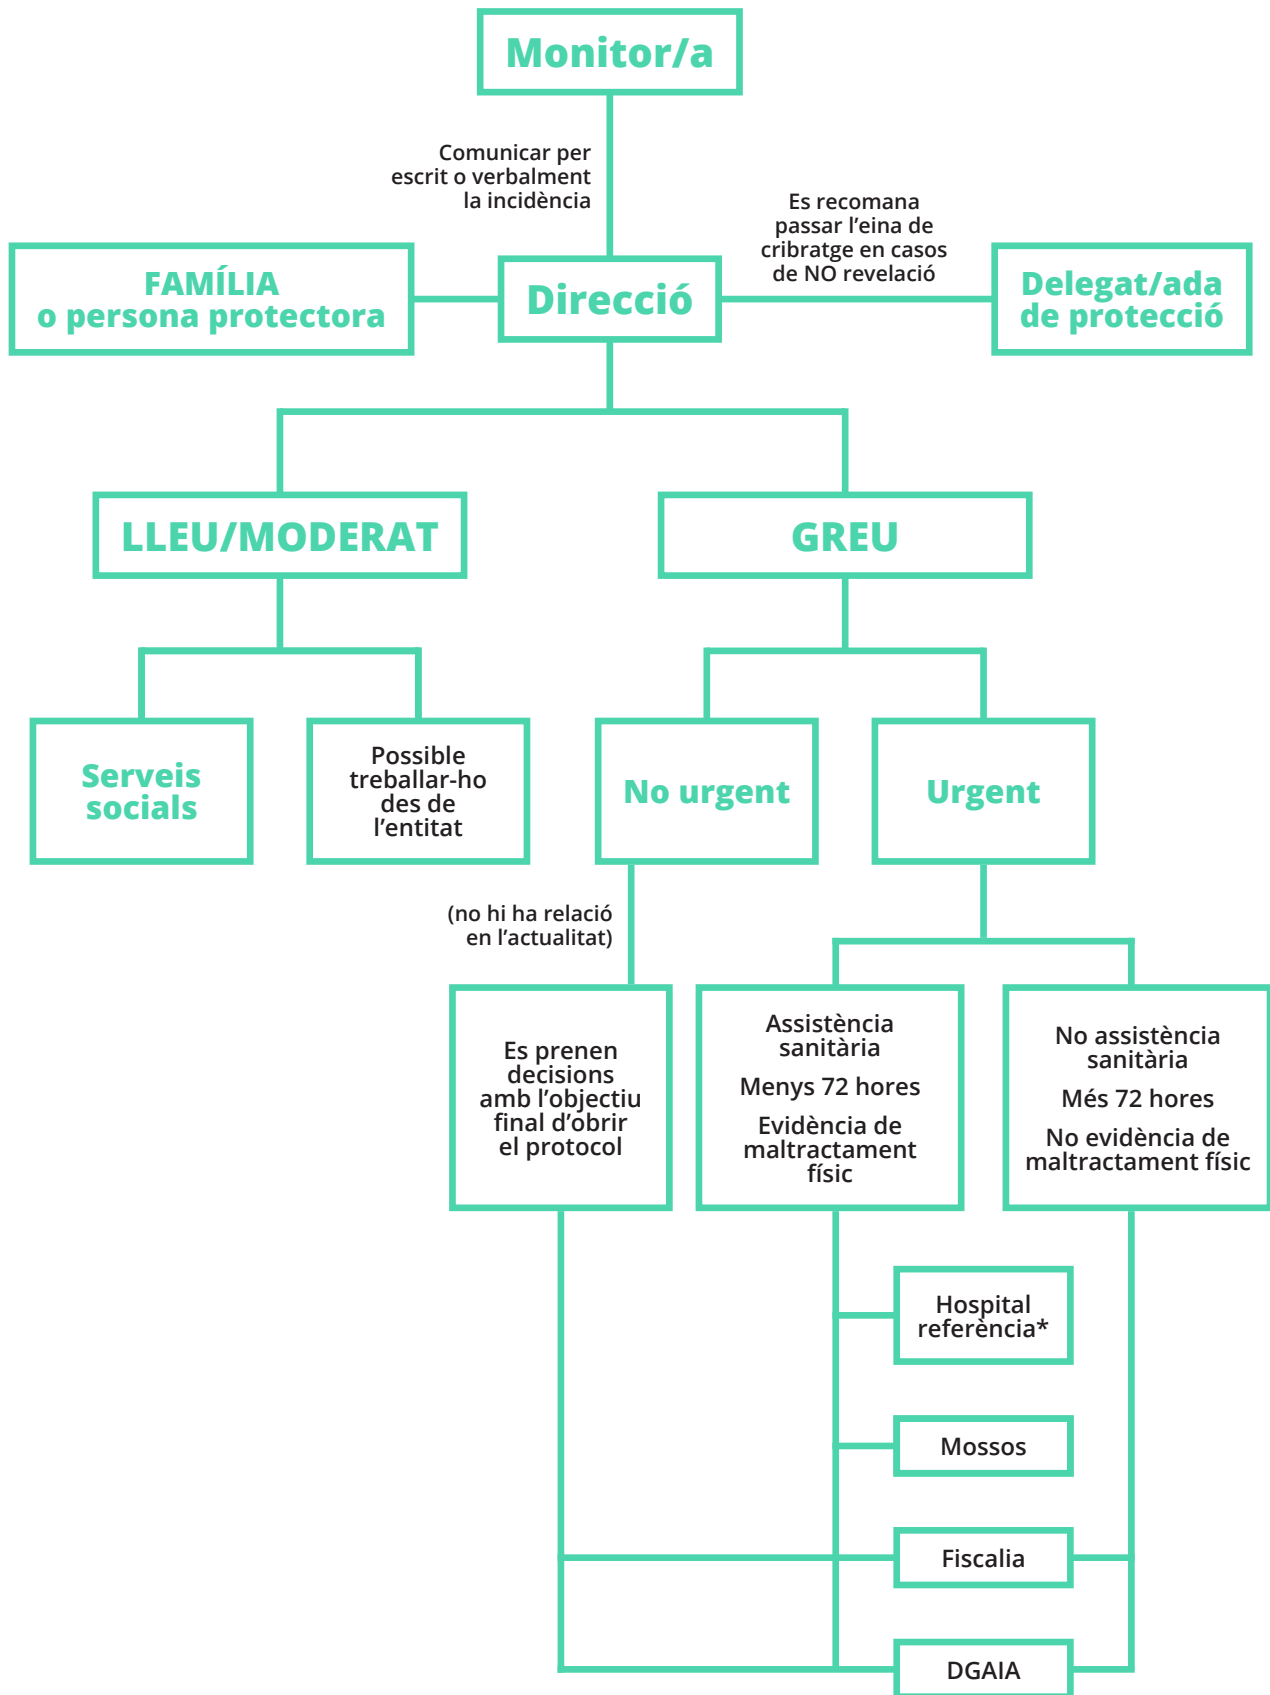 Monitor/a
Comunicar per
escrit o verbalment
la incidència
Es recomana
passar l'eina de
cribratge en casos
de NO revelació
FAMÍLIA
o persona protectora
Direcció
Delegat/ada
de protecció
LLEU/MODERAT
GREU
Serveis
socials
Possible
treballar-ho
des de
l'entitat
No urgent
Urgent
(no hi ha relació
en l'actualitat)
Es prenen
decisions
amb l'objectiu
final d'obrir
el protocol
Assistència
sanitària
Menys 72 hores
Evidència de
maltractament
físic
No assistència
sanitària
Més 72 hores
No evidència de
maltractament físic
Hospital
referència*
Mossos
Fiscalia
DGAIA